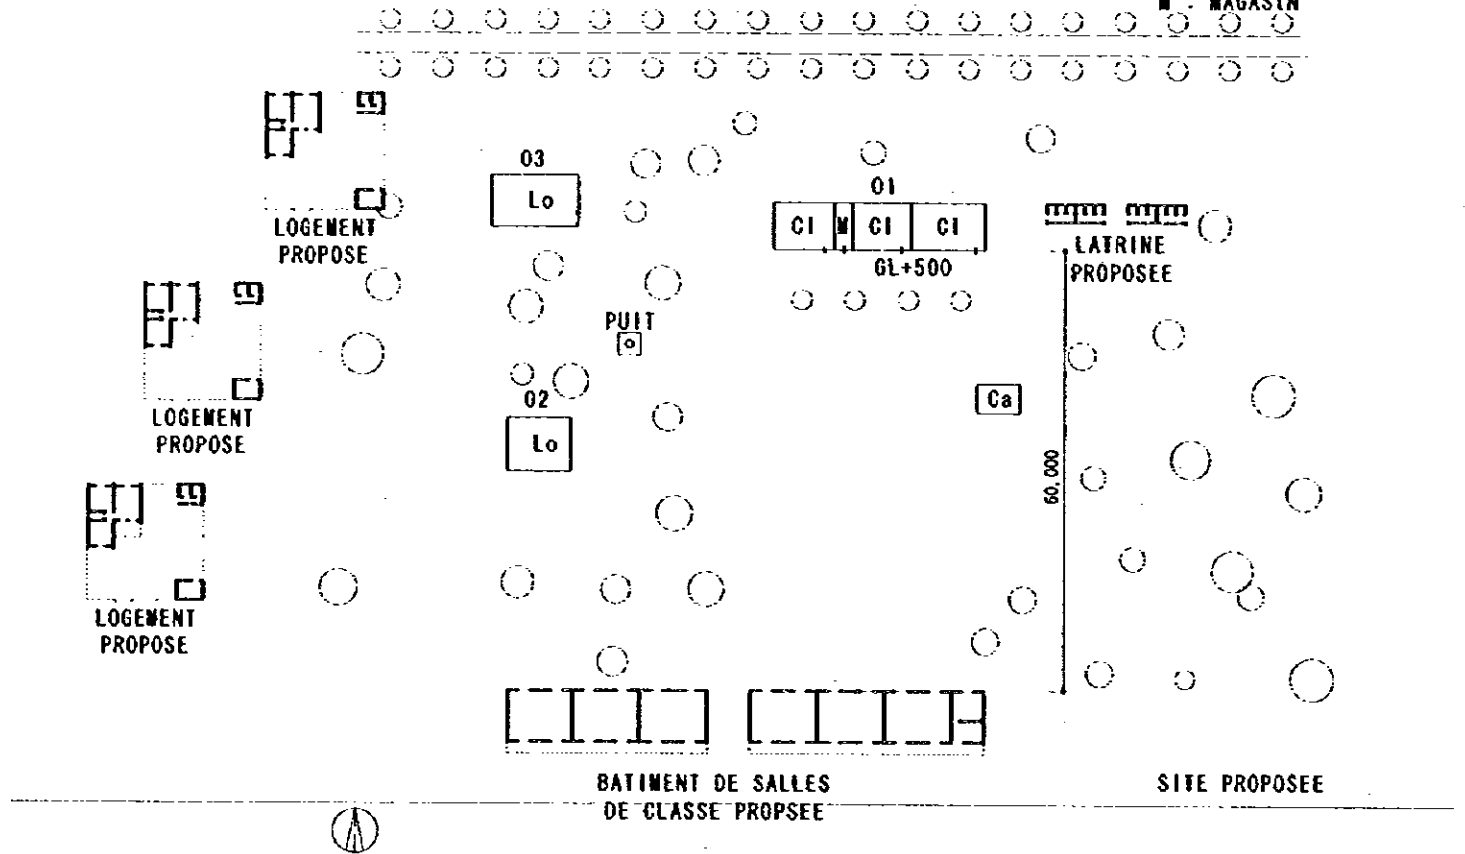 M : MAGASIN
03
Lo
01
Cl M Cl Cl
GL+500
LATRINE
PROPOSEE
LOGEMENT
PROPOSE
PUIT
LOGEMENT
PROPOSE
02
Lo
Ca
60,000
LOGEMENT
PROPOSE
BATIMENT DE SALLES
DE CLASSE PROPSEE
SITE PROPOSEE